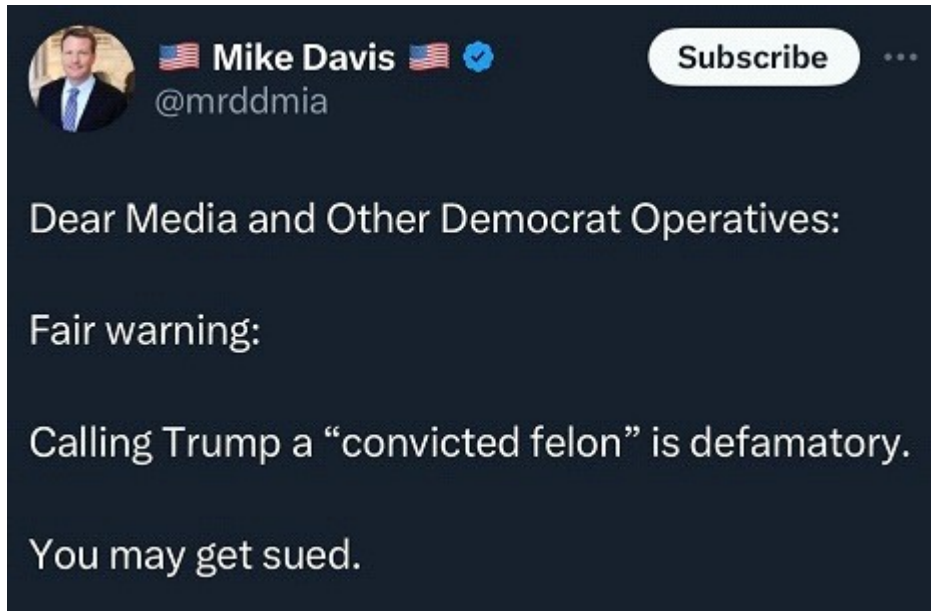 🇺🇸 Mike Davis 🇺🇸
Subscribe
@mrddmia
Dear Media and Other Democrat Operatives:
Fair warning:
Calling Trump a “convicted felon” is defamatory.
You may get sued.